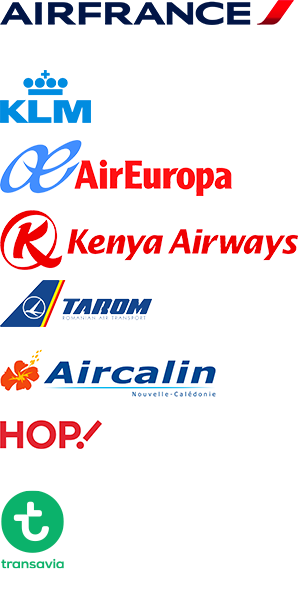 AIRFRANCE
KLM
AirEuropa
Kenya Airways
TAROM
ROMANIAN AIR TRANSPORT
Aircalin
Nouvelle-Calédonie
HOP!
transavia